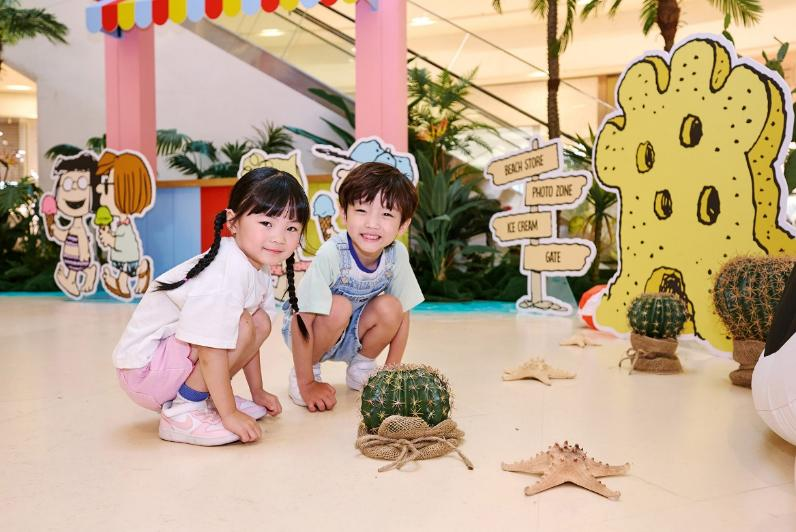 BEACH STORE
PHOTO ZONE
ICE CREAM
GATE